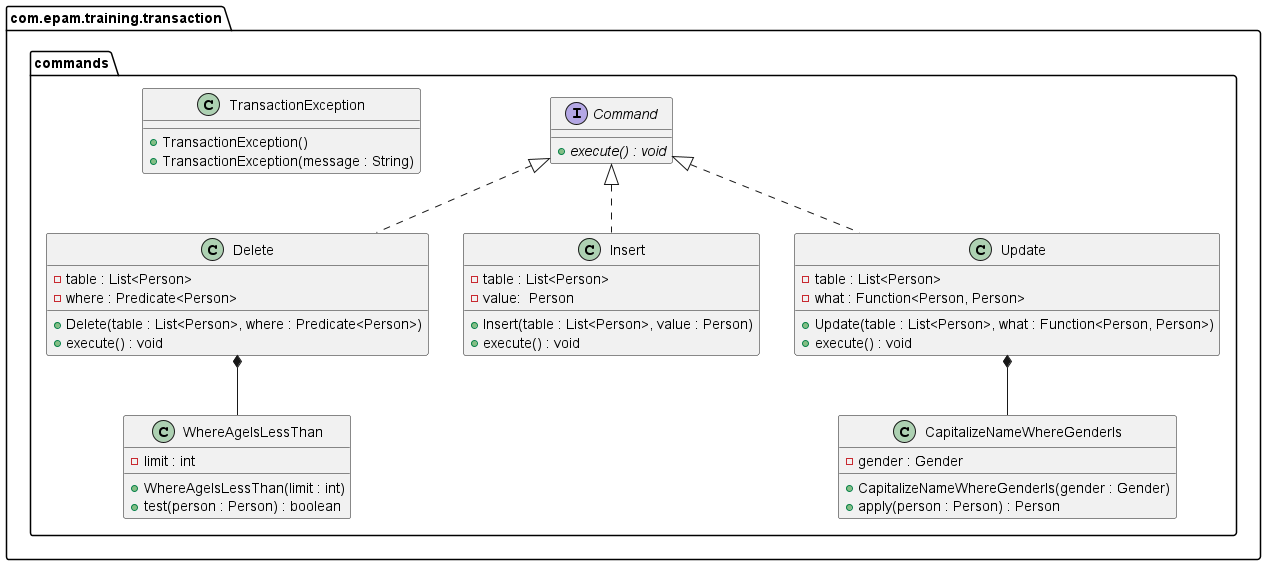 com.epam.training.transaction
commands
C TransactionException
TransactionException()
TransactionException(message : String)
I Command
execute() : void
C Delete
table : List<Person>
where : Predicate<Person>
Delete(table : List<Person>, where : Predicate<Person>)
execute() : void
C Insert
table : List<Person>
value:  Person
Insert(table : List<Person>, value : Person)
execute() : void
C Update
table : List<Person>
what : Function<Person, Person>
Update(table : List<Person>, what : Function<Person, Person>)
execute() : void
C WhereAgeIsLessThan
limit : int
WhereAgeIsLessThan(limit : int)
test(person : Person) : boolean
C CapitalizeNameWhereGenderIs
gender : Gender
CapitalizeNameWhereGenderIs(gender : Gender)
apply(person : Person) : Person